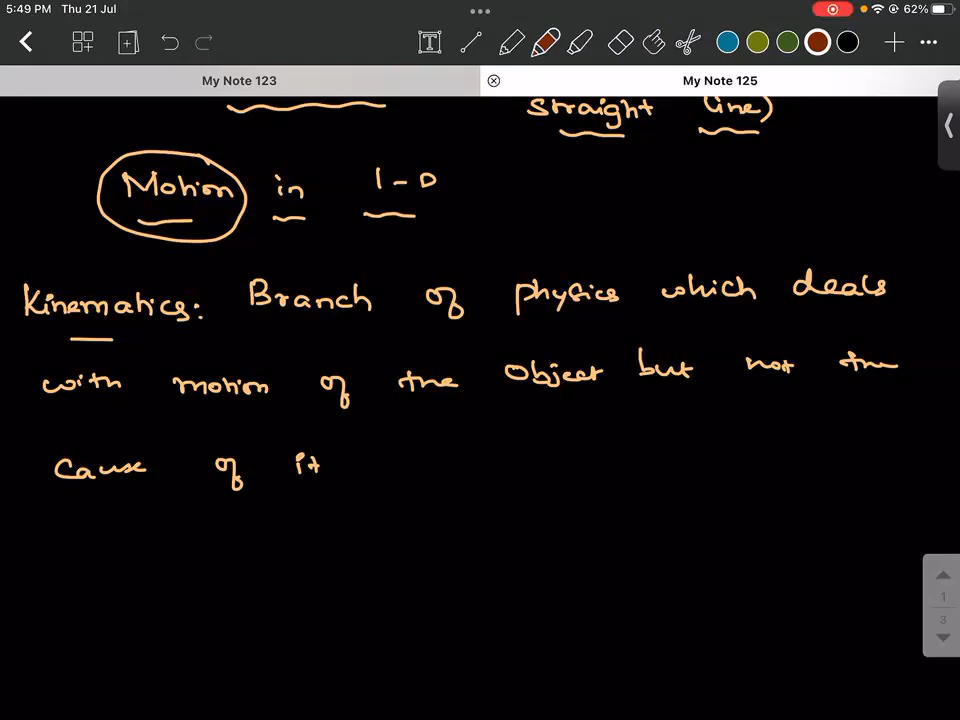 5:49 PM Thu 21 Jul
62%
My Note 123
My Note 125
Straight line)
Motion in 1-D
Kinematics: Branch of physics which deals
with motion of the object but not the
cause of it
1
3